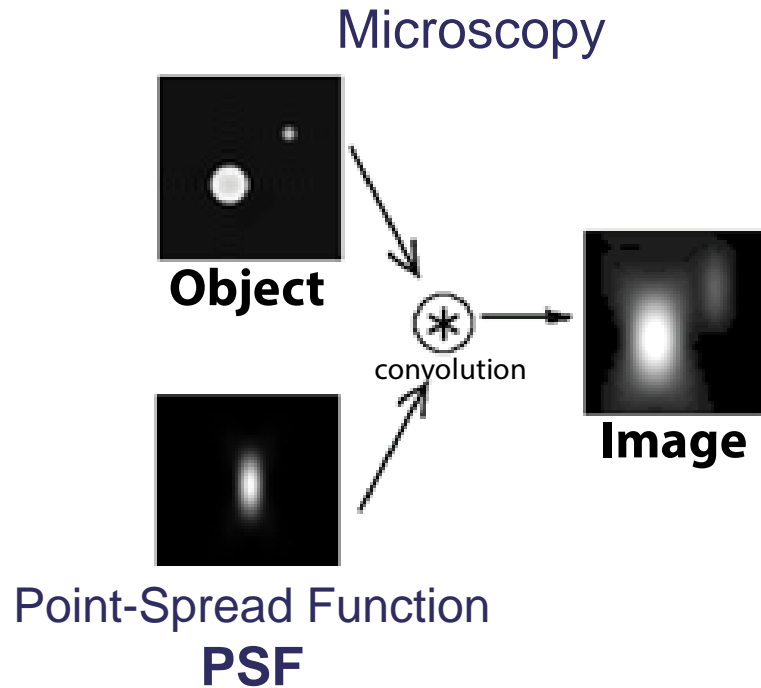 Microscopy
Object
*
convolution
Image
Point-Spread Function
PSF